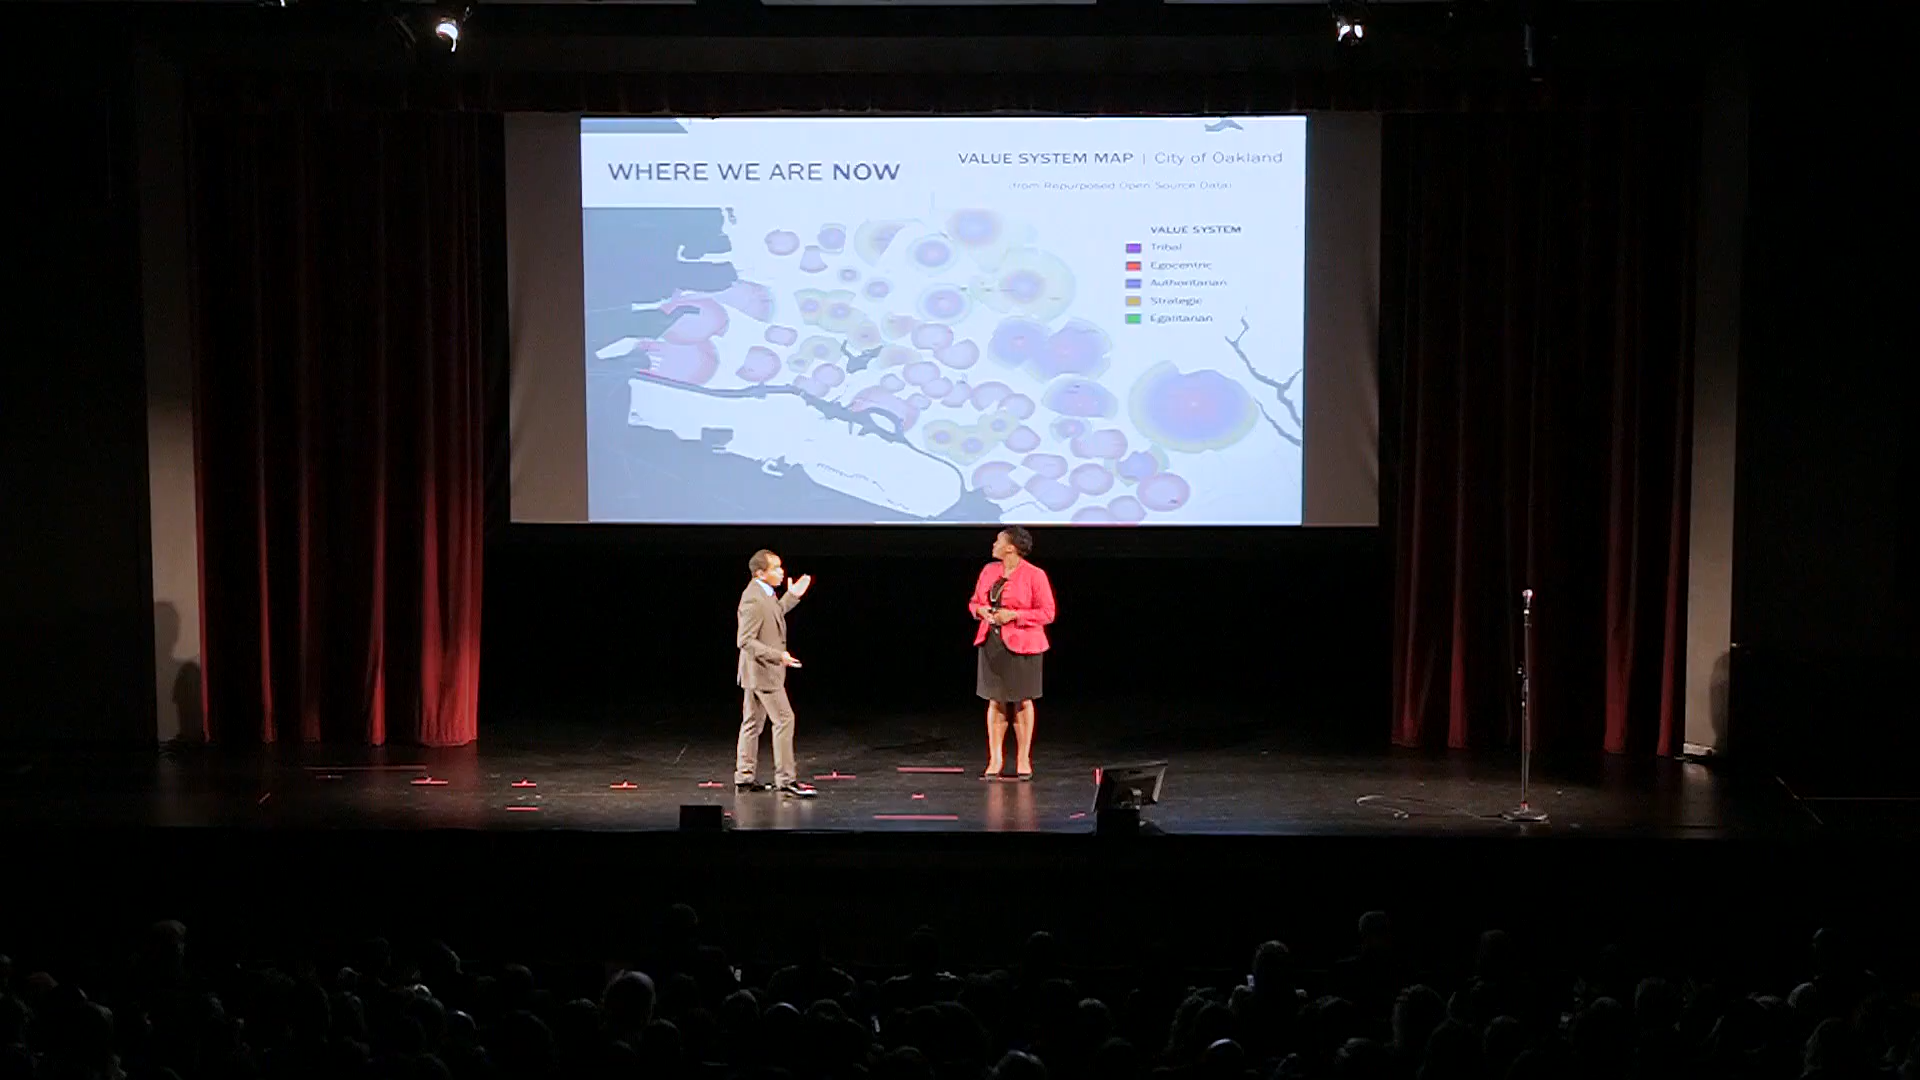 WHERE WE ARE NOW
VALUE SYSTEM MAP | City of Oakland
(from Repurposed Open Source Data)
VALUE SYSTEM
Tribal
Egocentric
Authoritarian
Strategic
Egalitarian